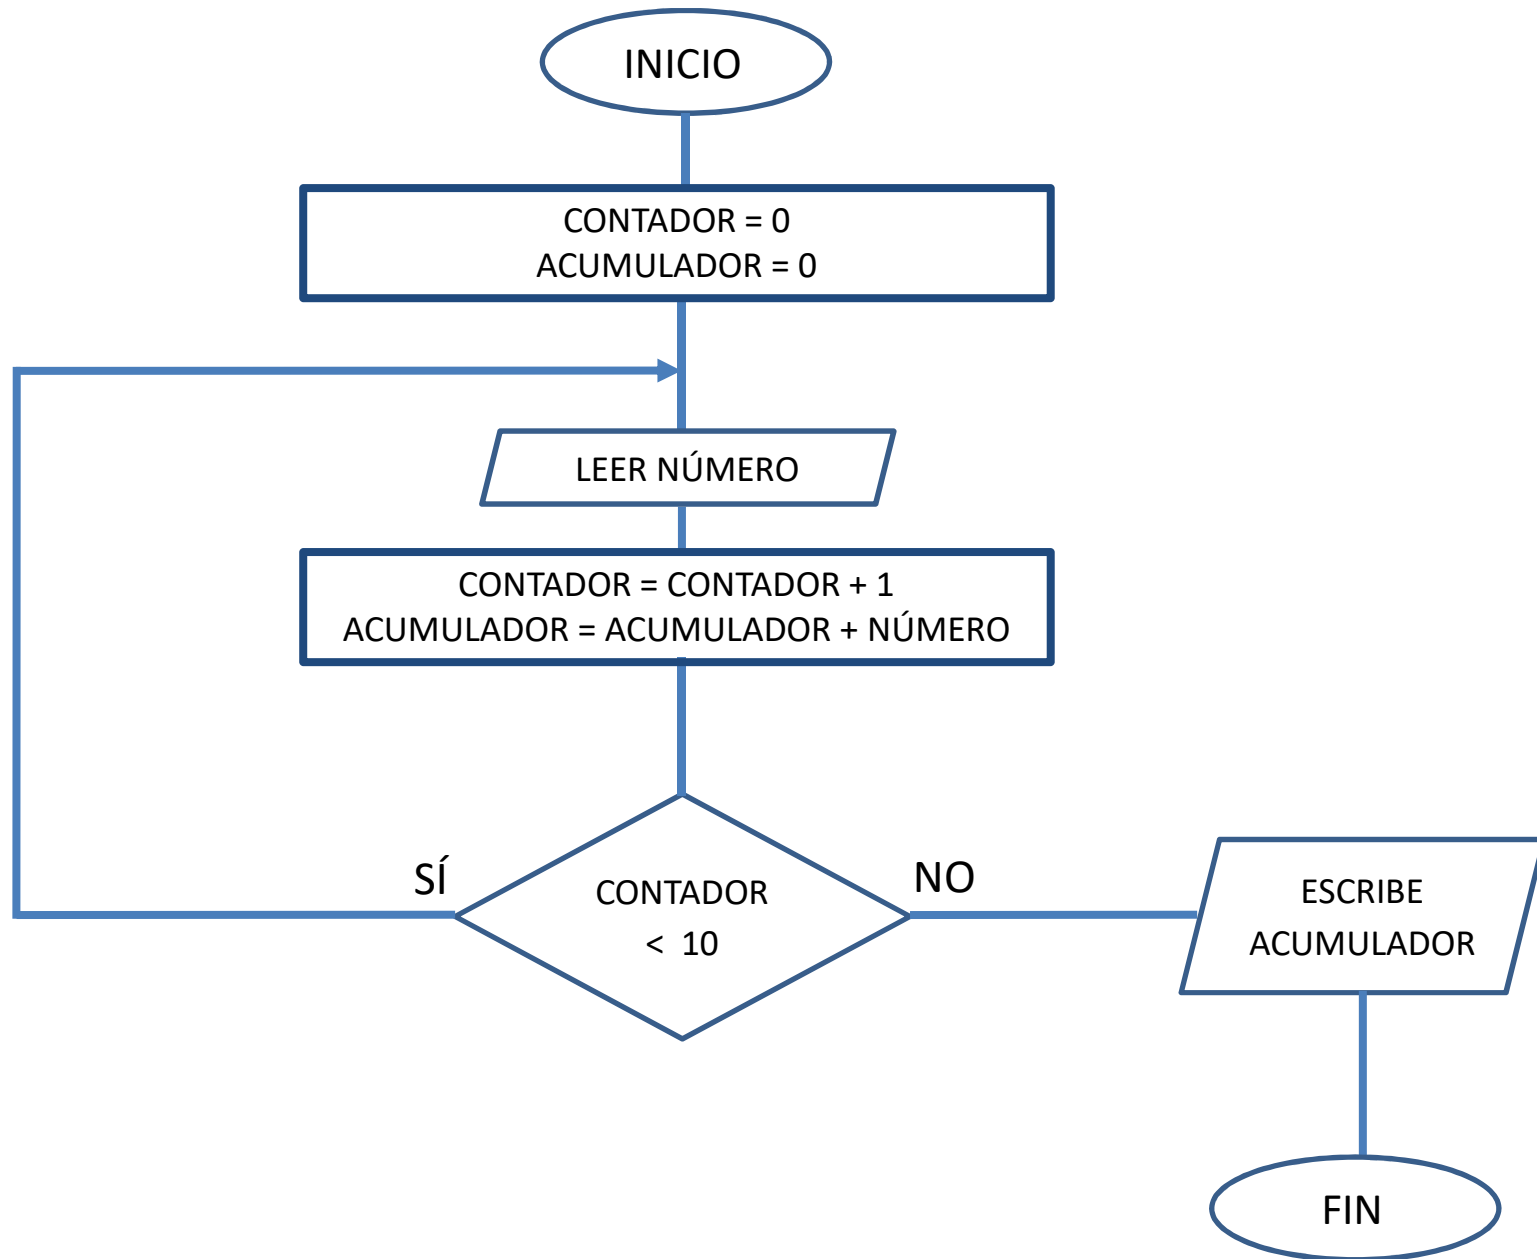 INICIO
CONTADOR = 0
ACUMULADOR = 0
LEER NÚMERO
CONTADOR = CONTADOR + 1
ACUMULADOR = ACUMULADOR + NÚMERO
SÍ
CONTADOR
< 10
NO
ESCRIBE
ACUMULADOR
FIN